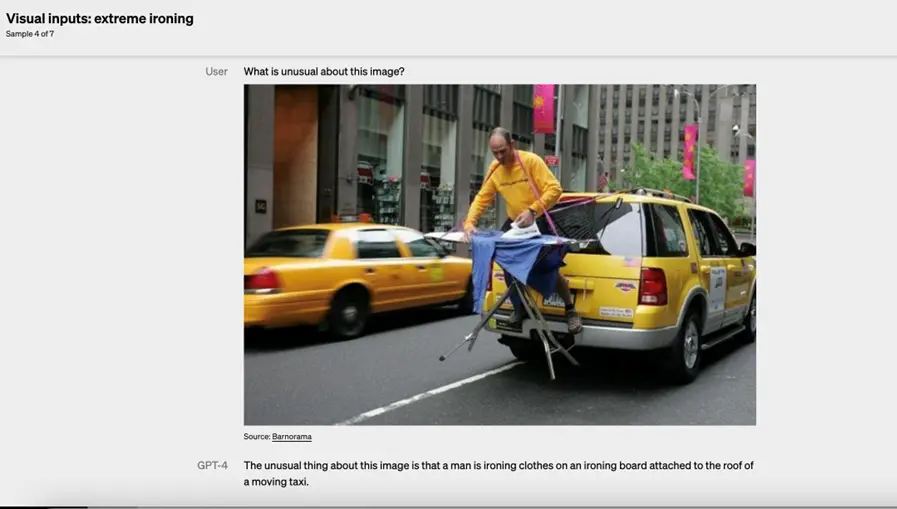 Visual inputs: extreme ironing
Sample 4 of 7
User
What is unusual about this image?
Source: Barnorama
GPT-4
The unusual thing about this image is that a man is ironing clothes on an ironing board attached to the roof of
a moving taxi.